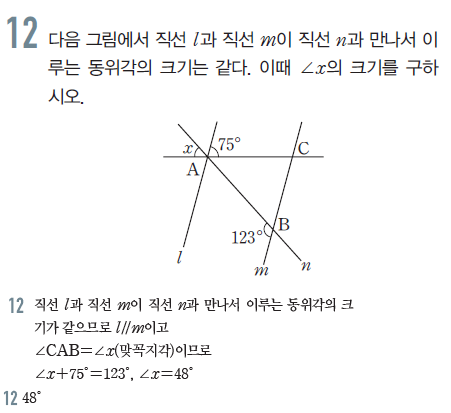 12 다음 그림에서 직선 l과 직선 m이 직선 n과 만나서 이
루는 동위각의 크기는 같다. 이때 ∠x의 크기를 구하
시오.
x 75° C
A
B
123°
l
m n
12 직선 l과 직선 m이 직선 n과 만나서 이루는 동위각의 크
기가 같으므로 l//m이고
∠CAB=∠x(맞꼭지각)이므로
∠x+75°=123°, ∠x=48°
12 48°